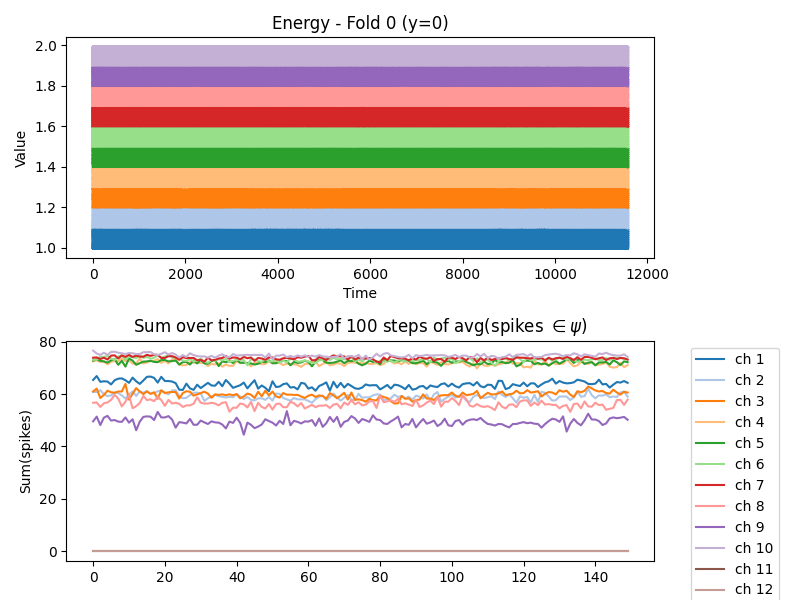 Energy - Fold 0 (y=0)
2.0
1.8
1.6
1.4
1.2
1.0
Value
0 2000 4000 6000 8000 10000 12000
Time
Sum over timewindow of 100 steps of avg(spikes ∈ψ)
80
60
40
20
0
Sum(spikes)
0 20 40 60 80 100 120 140
ch 1
ch 2
ch 3
ch 4
ch 5
ch 6
ch 7
ch 8
ch 9
ch 10
ch 11
ch 12